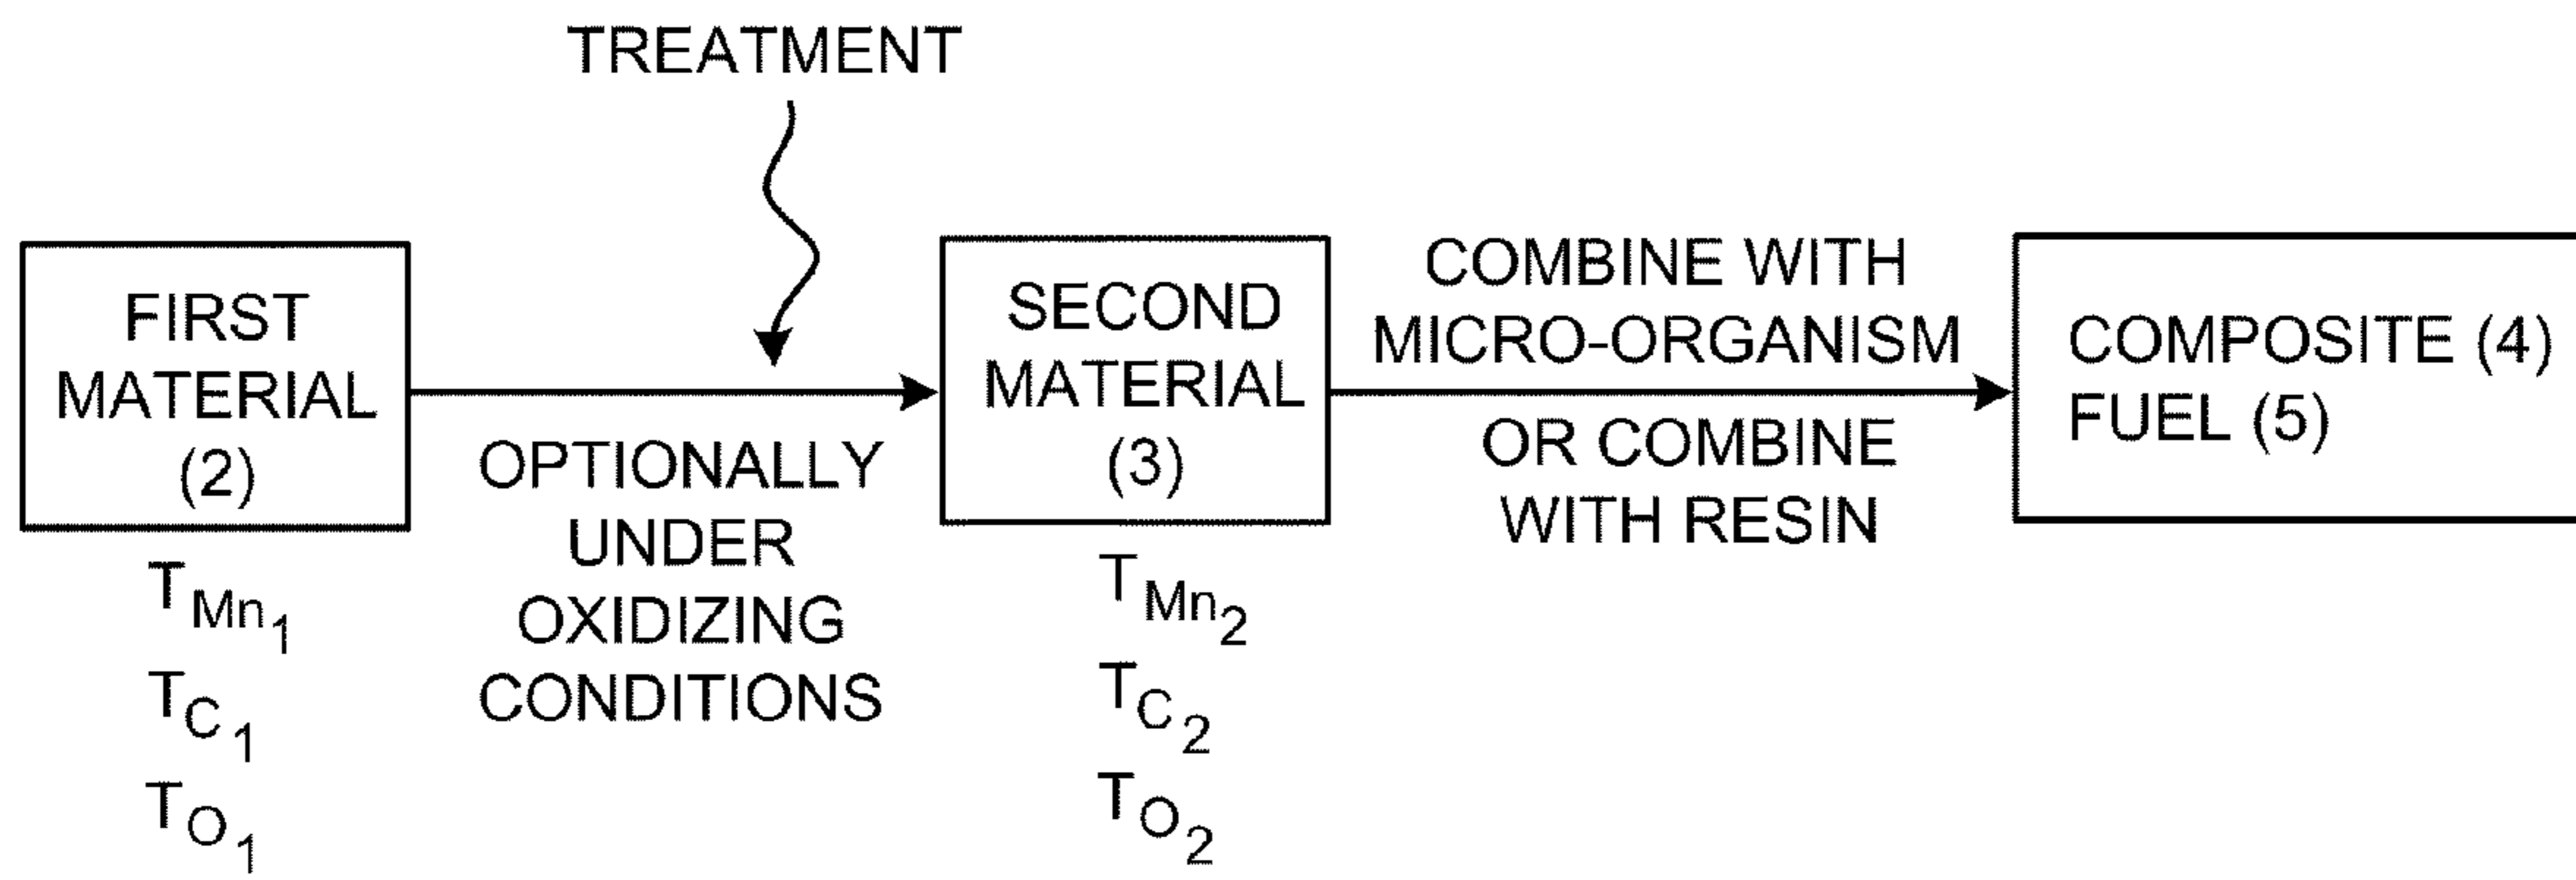 TREATMENT
FIRST
MATERIAL
(2)
OPTIONALLY
UNDER
OXIDIZING
CONDITIONS
SECOND
MATERIAL
(3)
COMBINE WITH
MICRO-ORGANISM
OR COMBINE
WITH RESIN
COMPOSITE (4)
FUEL (5)
TMn1
TC1
TO1
TMn2
TC2
TO2